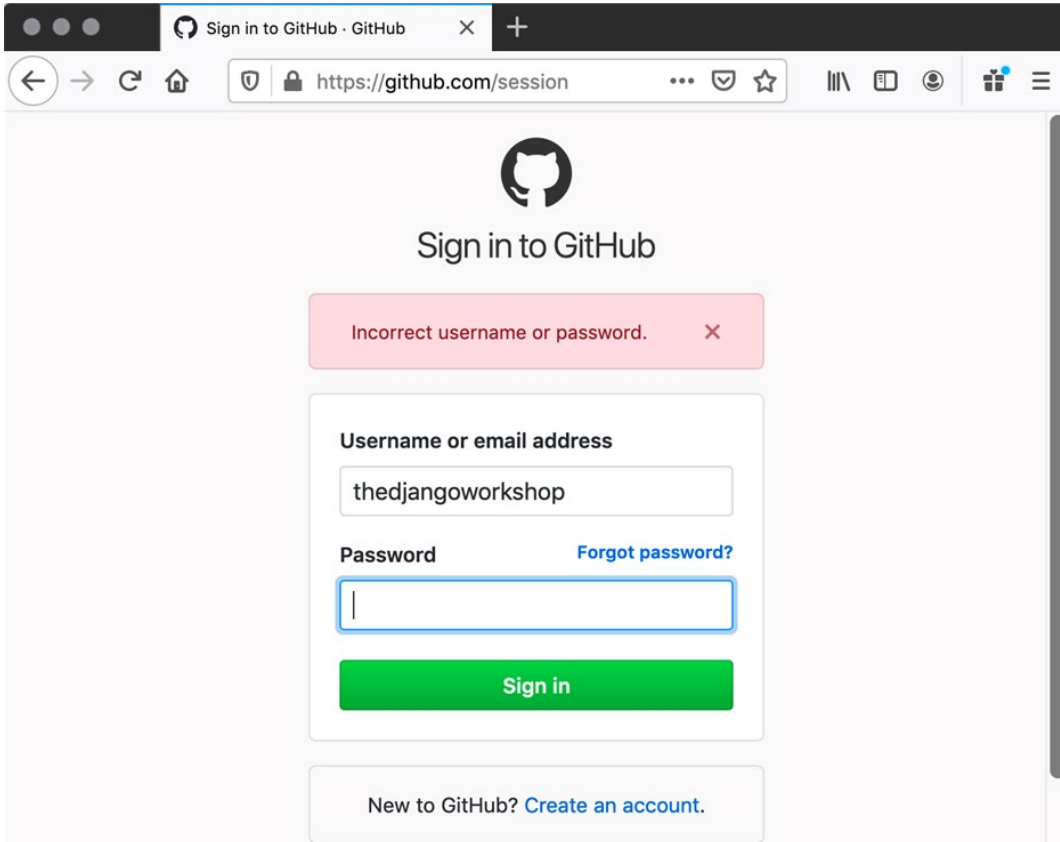 Sign in to GitHub · GitHub
https://github.com/session
Sign in to GitHub
Incorrect username or password.
Username or email address
thedjangoworkshop
Password Forgot password?
Sign in
New to GitHub? Create an account.